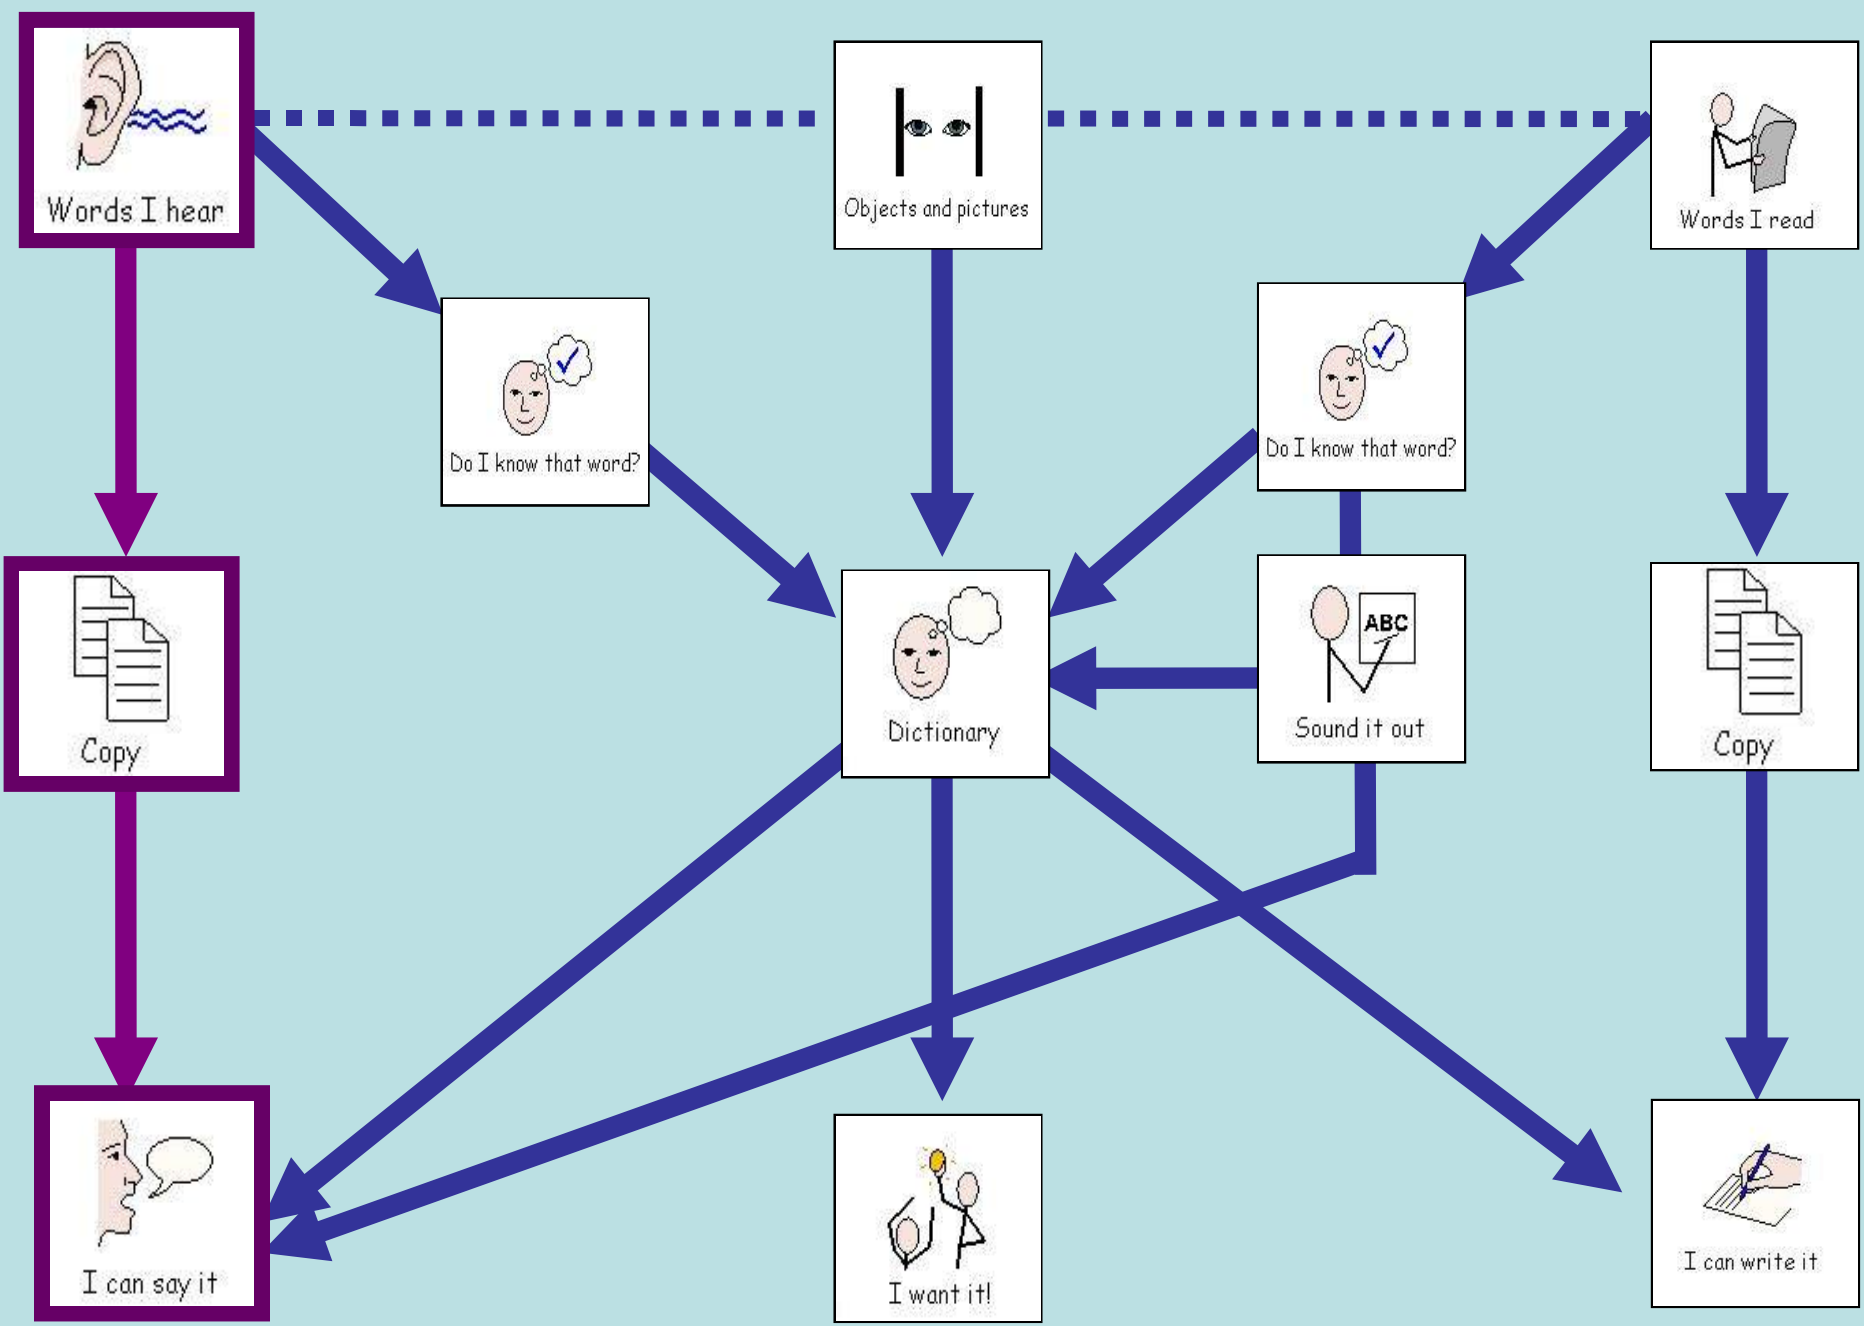 Words I hear
Objects and pictures
Words I read
Do I know that word?
Do I know that word?
Copy
Dictionary
ABC
Sound it out
Copy
I can say it
I want it!
I can write it